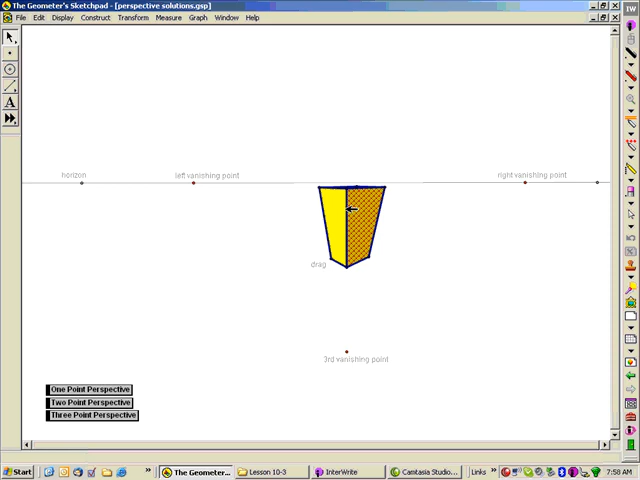 The Geometer's Sketchpad - [perspective solutions.gsp]
IW
File Edit Display Construct Transform Measure Graph Window Help
A
horizon
left vanishing point
right vanishing point
drag
3rd vanishing point
One Point Perspective
Two Point Perspective
Three Point Perspective
Start
»
The Geometer's Sketc...
Lesson 10-3
InterWrite
Camtasia Studio...
Links
»
7:58 AM